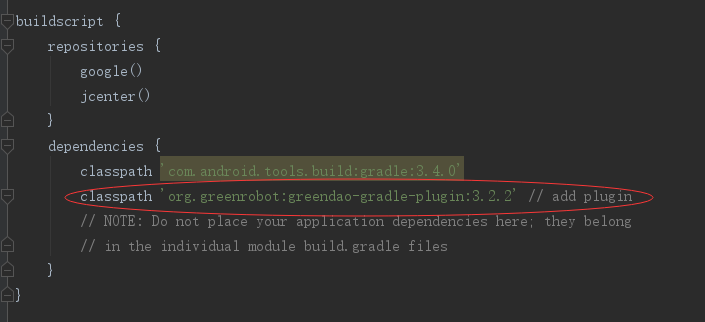 buildscript {
    repositories {
        google()
        jcenter()
    }
    dependencies {
        classpath 'com.android.tools.build:gradle:3.4.0'
        classpath 'org.greenrobot:greendao-gradle-plugin:3.2.2' // add plugin
        // NOTE: Do not place your application dependencies here; they belong
        // in the individual module build.gradle files
    }
}